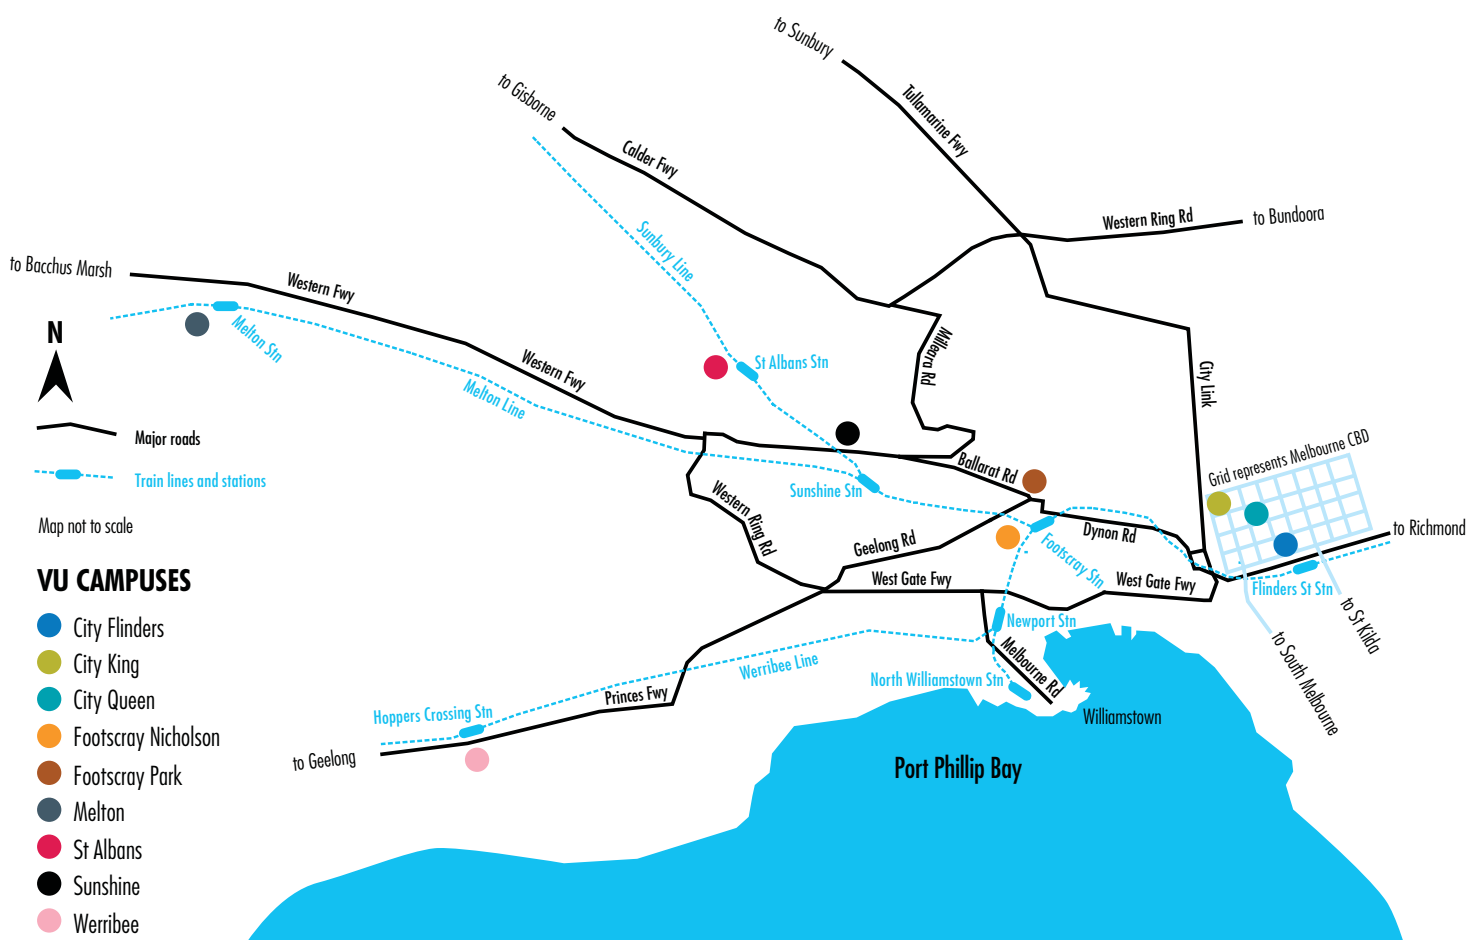 to Sunbury
to Gisborne
Tullamarine Fwy
Calder Fwy
Western Ring Rd
to Bundoora
Sunbury Line
to Bacchus Marsh
Western Fwy
N
Melton Stn
Milleara Rd
Western Fwy
St Albans Stn
City Link
Melton Line
Major roads
Grid represents Melbourne CBD
Ballarat Rd
Train lines and stations
Sunshine Stn
Western Ring Rd
Map not to scale
to Richmond
Dynon Rd
Geelong Rd
Footscray Stn
VU CAMPUSES
West Gate Fwy
West Gate Fwy
Flinders St Stn
City Flinders
Newport Stn
to St Kilda
City King
Werribee Line
Melbourne Rd
North Williamstown Stn
to South Melbourne
City Queen
Princes Fwy
Hoppers Crossing Stn
Williamstown
Footscray Nicholson
to Geelong
Port Phillip Bay
Footscray Park
Melton
St Albans
Sunshine
Werribee